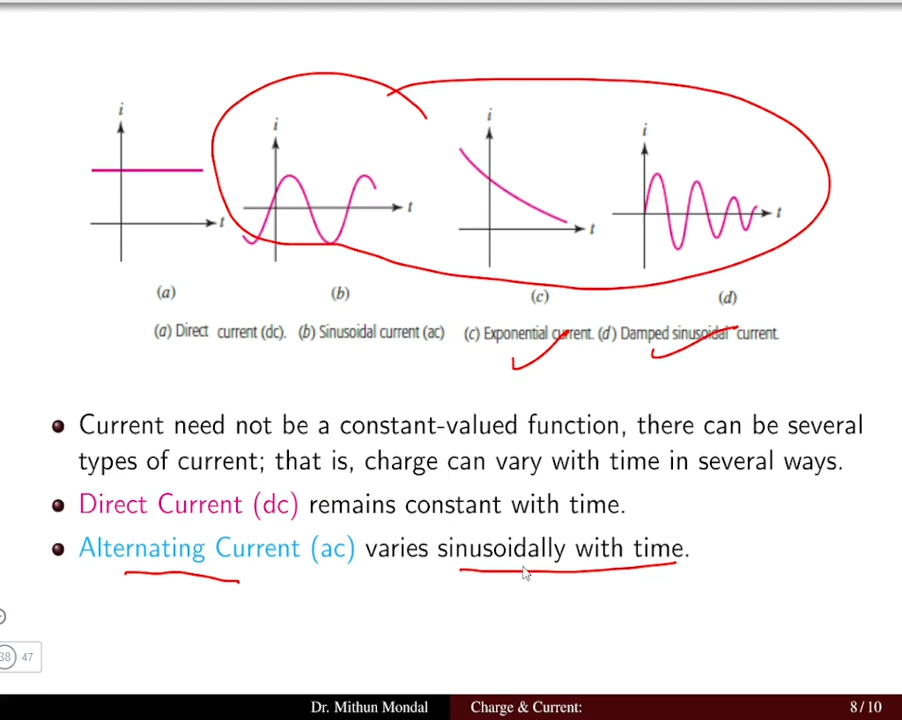 i i i i
t t t t
(a) (b) (c) (d)
(a) Direct current (dc). (b) Sinusoidal current (ac) (c) Exponential current. (d) Damped sinusoidal current.
Current need not be a constant-valued function, there can be several
types of current; that is, charge can vary with time in several ways.
Direct Current (dc) remains constant with time.
Alternating Current (ac) varies sinusoidally with time.
38 47
Dr. Mithun Mondal Charge & Current: 8/10